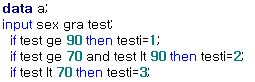 data a;
input sex gra test;
if test ge 90 then testi=1;
if test ge 70 and test lt 90 then testi=2;
if test lt 70 then testi=3;